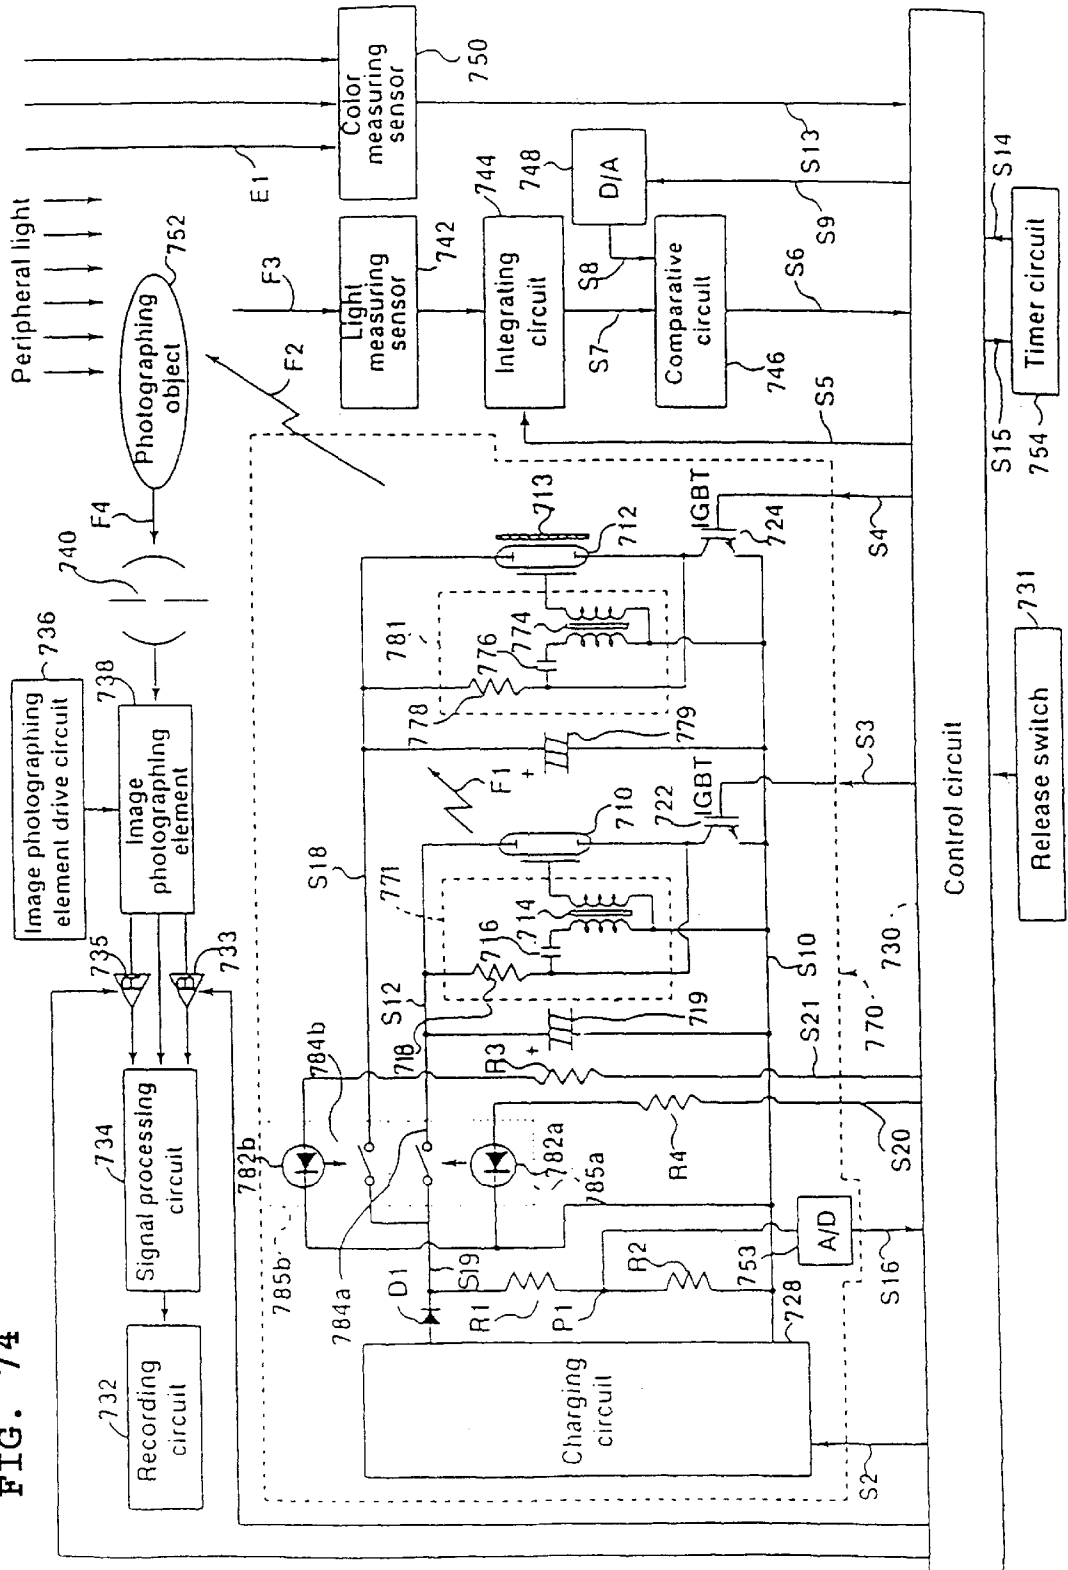 FIG. 74
Peripheral light
Photographing
object
752
F4
740
Image photographing
element drive circuit
736
Image
photographing
element
738
735
733
Signal processing
circuit
734
Recording
circuit
732
E1
Color
measuring
sensor
750
F3
Light
measuring
sensor
742
F2
Integrating
circuit
744
D/A
748
S8
S7
Comparative
circuit
746
S13
S9
S6
S5
713
712
IGBT
724
S4
781
776
774
778
779
F1
S18
710
IGBT
722
S3
771
716
714
718
719
S12
S10
730
770
R3
S21
784b
782b
782a
785a
R4
S20
785b
784a
D1
S19
R1
P1
R2
753
A/D
S16
728
Charging
circuit
S2
Control circuit
S14
S15
Timer circuit
754
Release switch
731
+
+